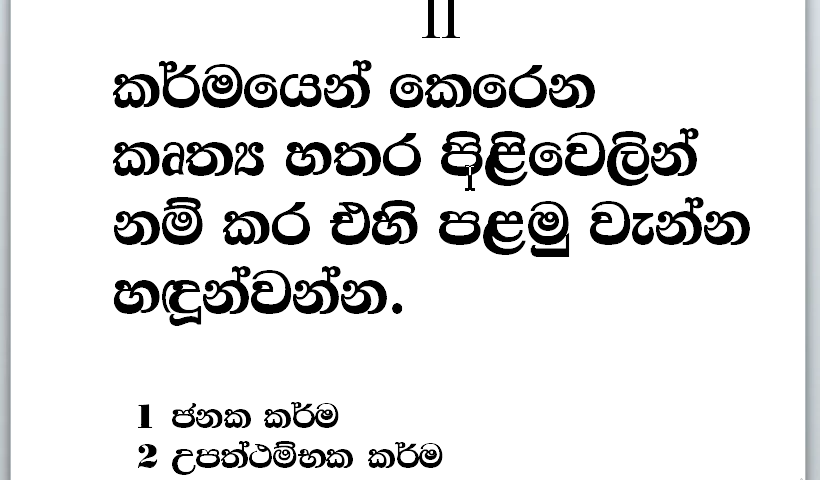 II
කර්මයෙන් කෙරෙන
කෘත්‍ය හතර පිළිවෙලින්
නම් කර එහි පළමු වැන්න
හඳූන්වන්න.
1 ජනක කර්ම
2 උපත්ථම්භක කර්ම